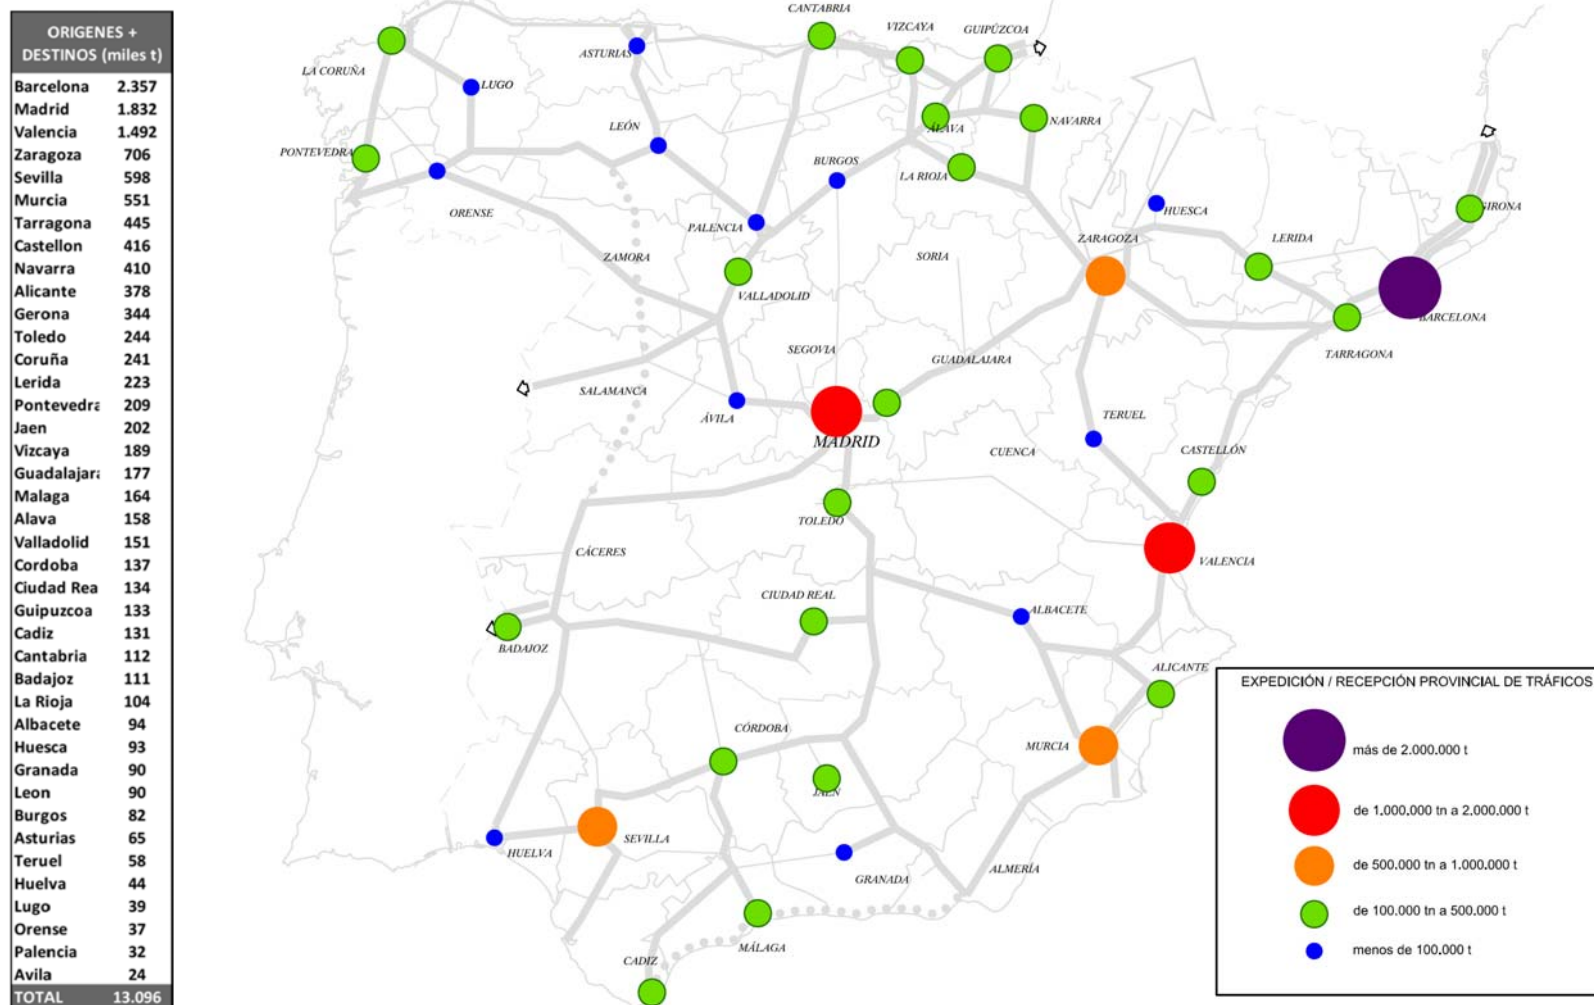 ORIGENES +
DESTINOS (miles t)
Barcelona 2.357
Madrid 1.832
Valencia 1.492
Zaragoza 706
Sevilla 598
Murcia 551
Tarragona 445
Castellon 416
Navarra 410
Alicante 378
Gerona 344
Toledo 244
Coruña 241
Lerida 223
Pontevedra 209
Jaen 202
Vizcaya 189
Guadalajara 177
Malaga 164
Alava 158
Valladolid 151
Cordoba 137
Ciudad Rea 134
Guipuzcoa 133
Cadiz 131
Cantabria 112
Badajoz 111
La Rioja 104
Albacete 94
Huesca 93
Granada 90
Leon 90
Burgos 82
Asturias 65
Teruel 58
Huelva 44
Lugo 39
Orense 37
Palencia 32
Avila 24
TOTAL 13.096
CANTABRIA
VIZCAYA
GUIPÚZCOA
ASTURIAS
LA CORUÑA
LUGO
LEÓN
ÁLAVA
NAVARRA
PONTEVEDRA
BURGOS
LA RIOJA
ORENSE
PALENCIA
HUESCA
GIRONA
ZAMORA
SORIA
ZARAGOZA
LERIDA
VALLADOLID
BARCELONA
SEGOVIA
GUADALAJARA
TARRAGONA
SALAMANCA
ÁVILA
TERUEL
MADRID
CUENCA
CASTELLÓN
TOLEDO
CÁCERES
VALENCIA
CIUDAD REAL
ALBACETE
BADAJOZ
ALICANTE
CÓRDOBA
MURCIA
JAÉN
HUELVA
SEVILLA
GRANADA
ALMERÍA
MÁLAGA
CADIZ
EXPEDICIÓN / RECEPCIÓN PROVINCIAL DE TRÁFICOS
más de 2.000.000 t
de 1.000.000 tn a 2.000.000 t
de 500.000 tn a 1.000.000 t
de 100.000 tn a 500.000 t
menos de 100.000 t